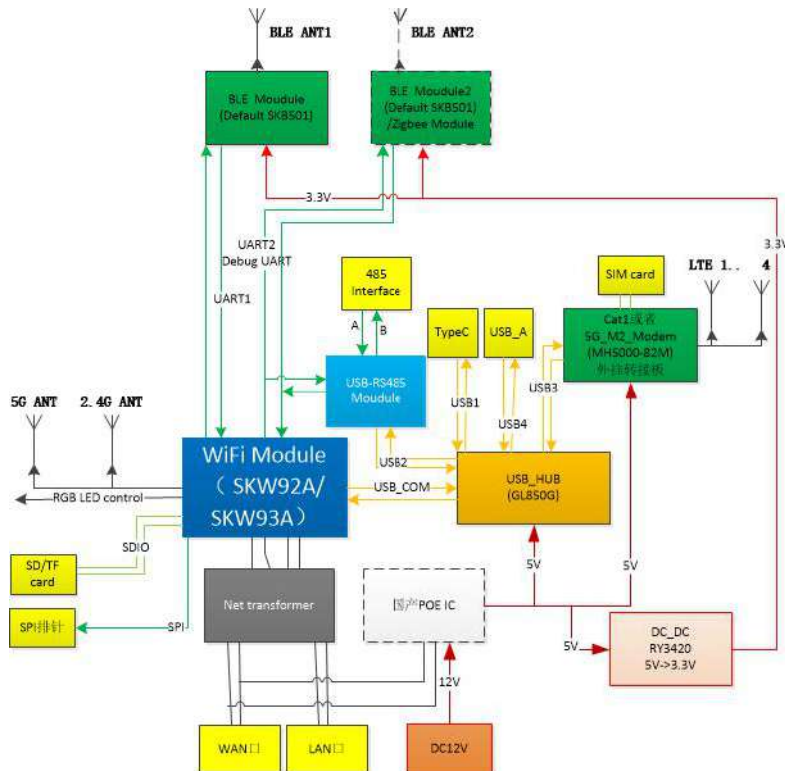 BLE ANT1
BLE ANT2
BLE Moudule
(Default SKB501)
BLE Moudule2
(Default SKB501)
/Zigbee Module
3.3V
3.3V
UART2
Debug UART
UART1
485
Interface
A
B
TypeC
USB_A
SIM card
LTE 1..
4
Cat1或者
5G_M2_Modem
(MH5000-82M)
外挂转接板
USB-RS485
Moudule
USB1
USB4
USB3
USB2
5G ANT
2.4G ANT
WiFi Module
（ SKW92A/
SKW93A）
USB_COM
USB_HUB
(GL850G)
RGB LED control
SDIO
SD/TF
card
SPI排针
SPI
Net transformer
国产POE IC
5V
5V
5V
DC_DC
RY3420
5V->3.3V
12V
WAN口
LAN口
DC12V